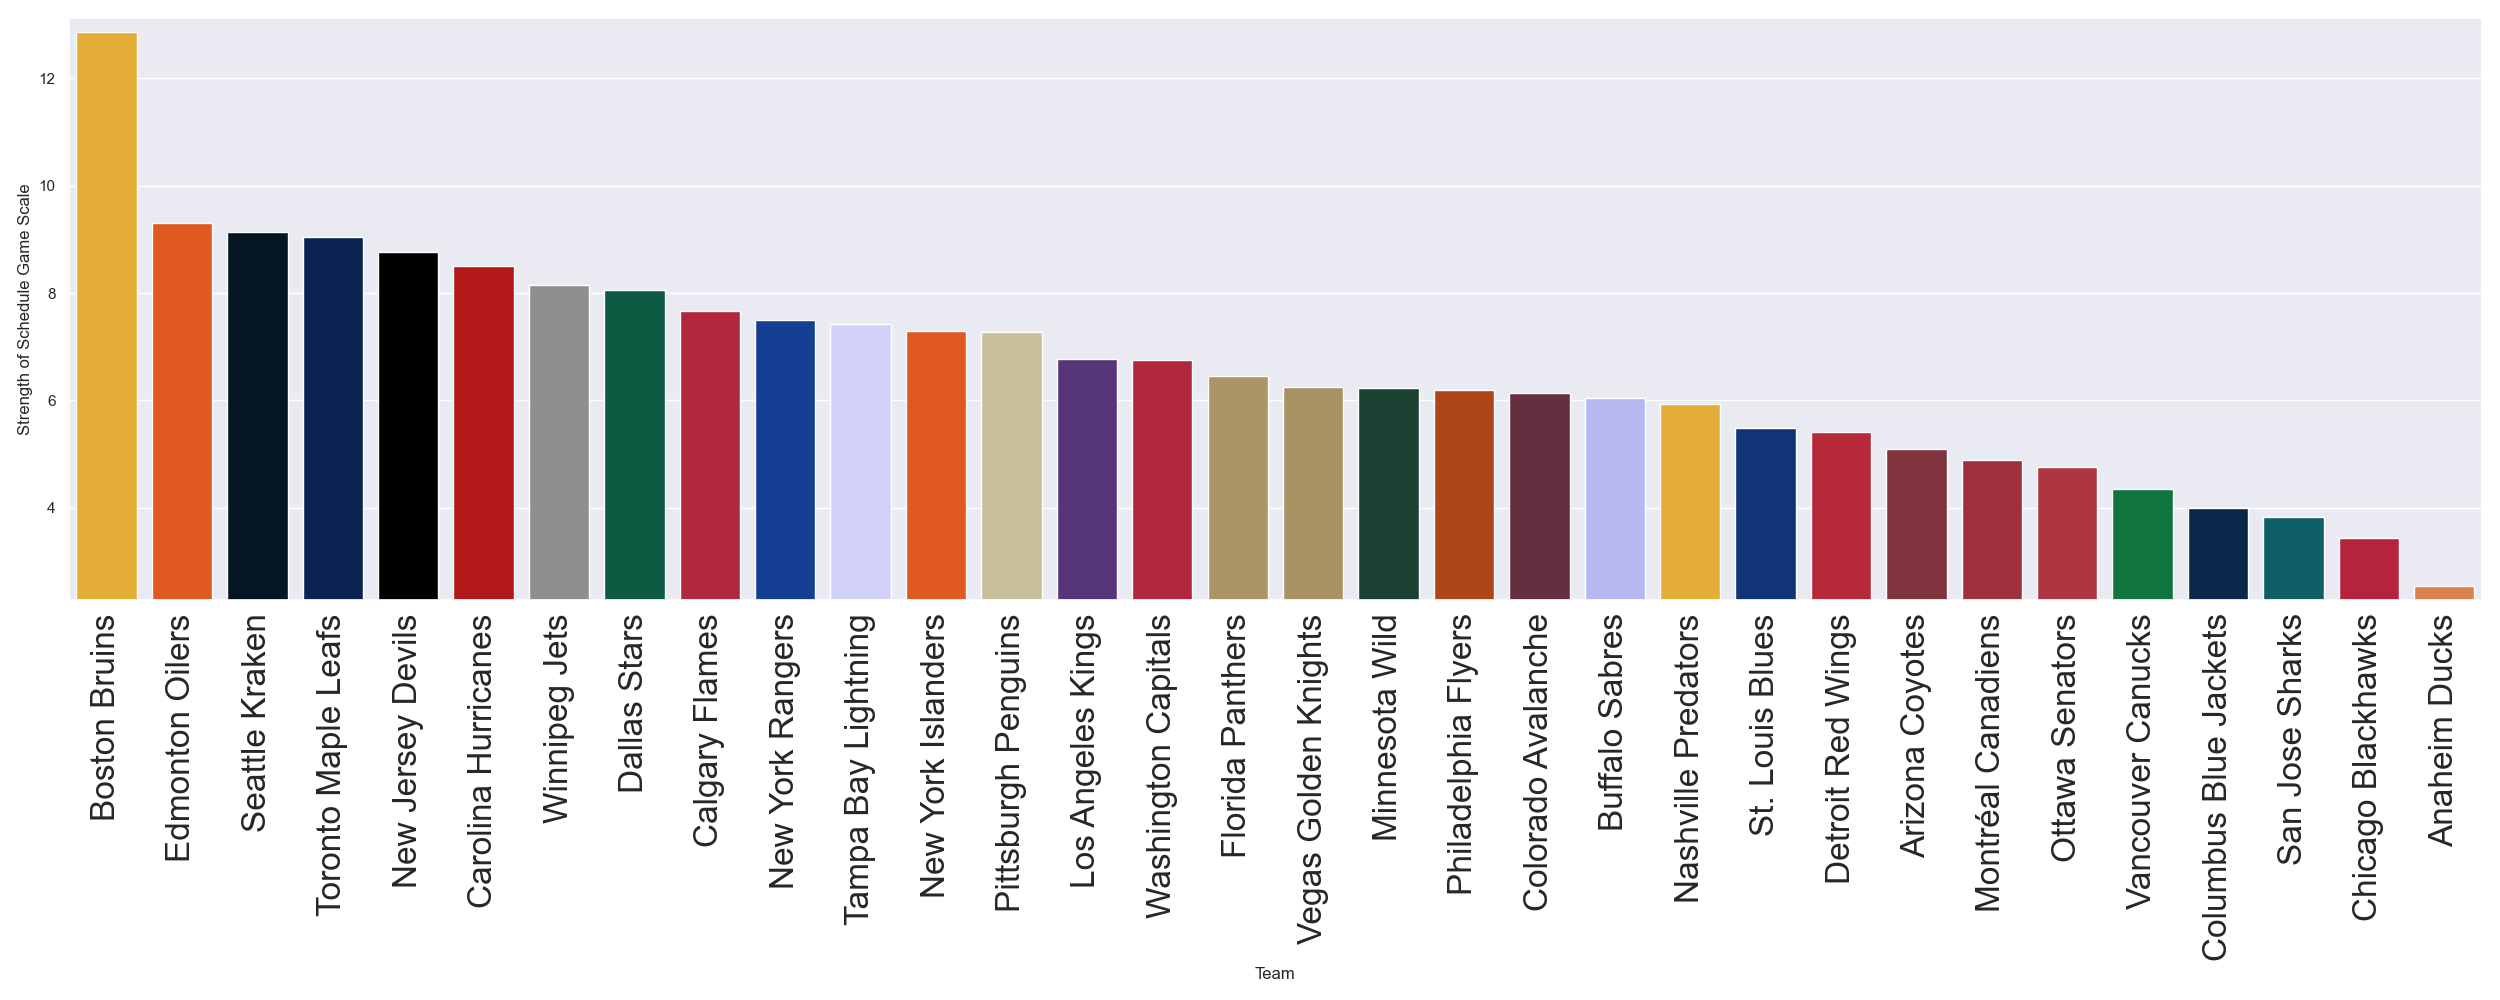 Strength of Schedule Game Scale
12
10
8
6
4
Boston Bruins
Edmonton Oilers
Seattle Kraken
Toronto Maple Leafs
New Jersey Devils
Carolina Hurricanes
Winnipeg Jets
Dallas Stars
Calgary Flames
New York Rangers
Tampa Bay Lightning
New York Islanders
Pittsburgh Penguins
Los Angeles Kings
Washington Capitals
Florida Panthers
Vegas Golden Knights
Minnesota Wild
Philadelphia Flyers
Colorado Avalanche
Buffalo Sabres
Nashville Predators
St. Louis Blues
Detroit Red Wings
Arizona Coyotes
Montréal Canadiens
Ottawa Senators
Vancouver Canucks
Columbus Blue Jackets
San Jose Sharks
Chicago Blackhawks
Anaheim Ducks
Team